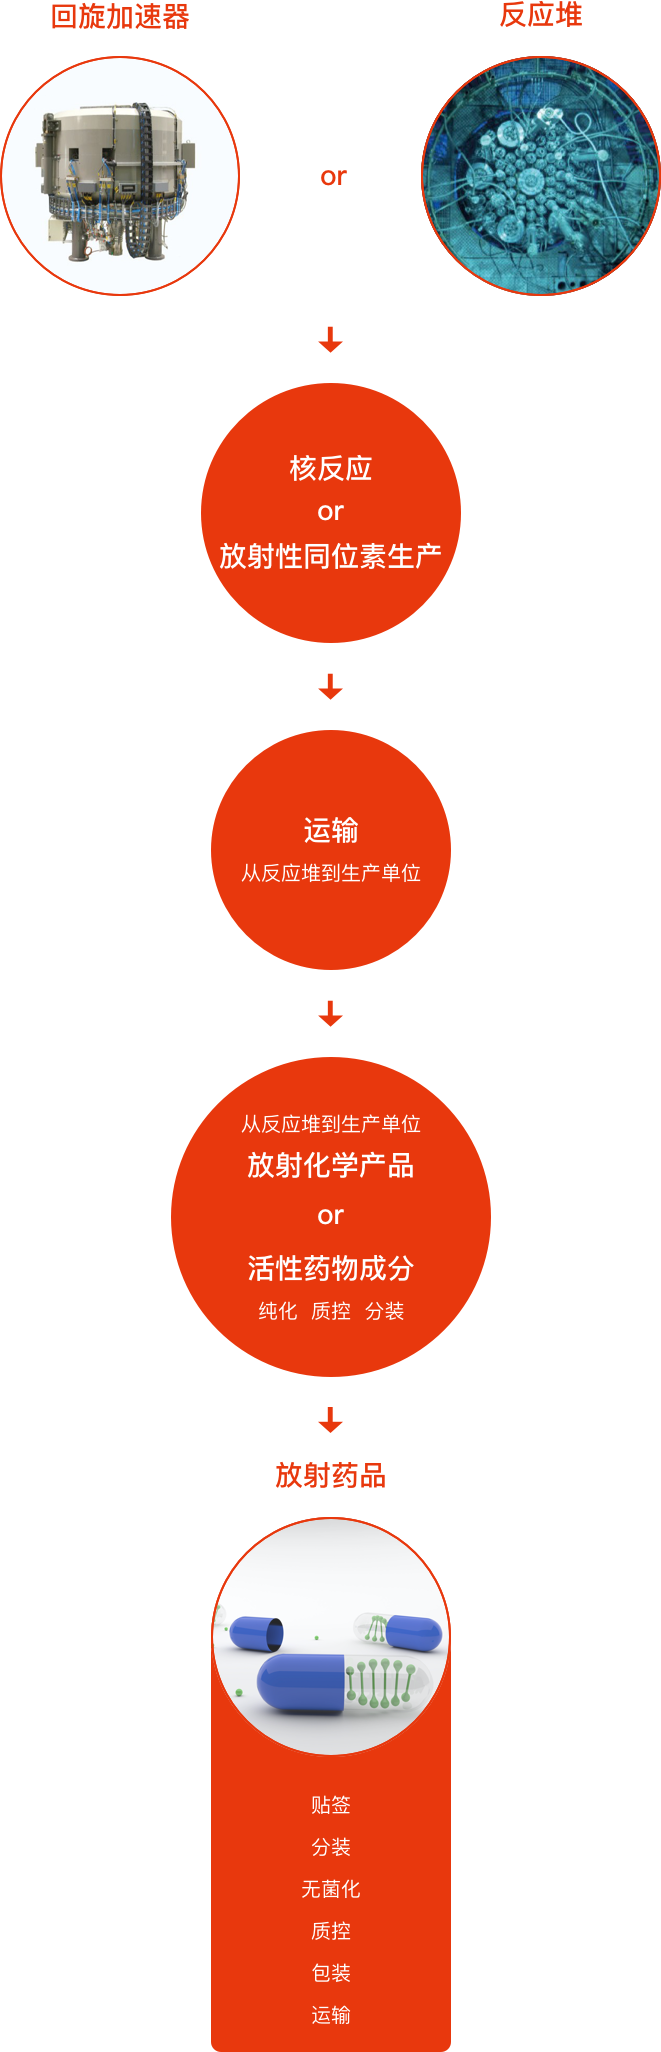 回旋加速器
反应堆
or
核反应
or
放射性同位素生产
运输
从反应堆到生产单位
从反应堆到生产单位
放射化学产品
or
活性药物成分
纯化 质控 分装
放射药品
贴签
分装
无菌化
质控
包装
运输